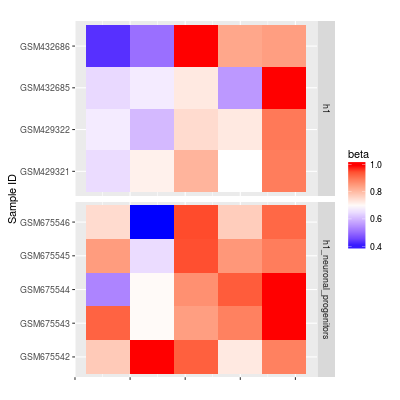 GSM432686
GSM432685
GSM429322
GSM429321
h1
GSM675546
GSM675545
GSM675544
GSM675543
GSM675542
h1_neuronal_progenitors
Sample ID
beta
1.0
0.8
0.6
0.4